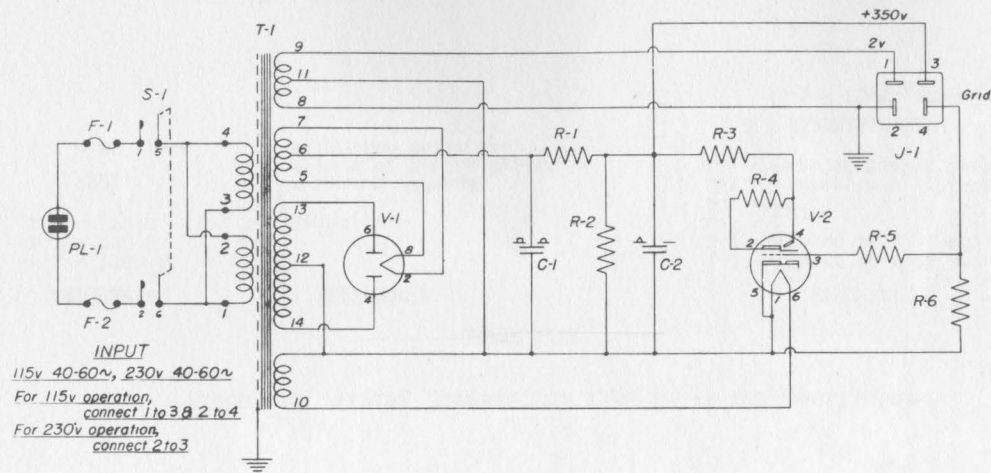 +350v
2v
T-1
9
1
3
S-1
11
Grid
F-1
8
2
4
J-1
1
5
4
7
6
R-1
R-3
5
R-4
3
13
V-1
R-2
V-2
PL-1
2
6
8
2
4
3
R-5
12
C-1
C-2
2
4
5
7
6
R-6
F-2
2
6
1
14
INPUT
115v 40-60~, 230v 40-60~
For 115v operation,
connect 1 to 3 & 2 to 4
10
For 230v operation,
connect 2 to 3